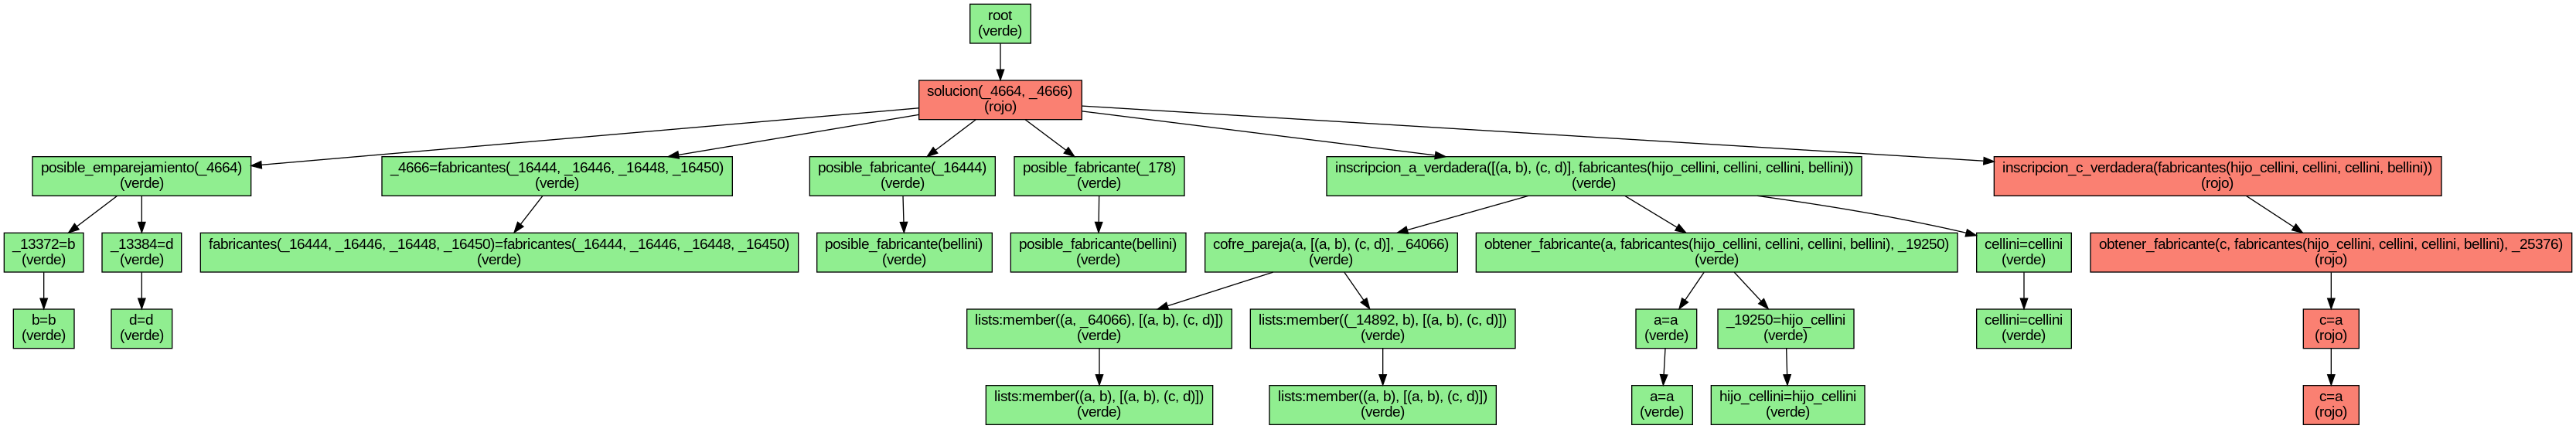 root
(verde)
solucion(_4664, _4666)
(rojo)
posible_emparejamiento(_4664)
(verde)
_4666=fabricantes(_16444, _16446, _16448, _16450)
(verde)
posible_fabricante(_16444)
(verde)
posible_fabricante(_178)
(verde)
inscripcion_a_verdadera([(a, b), (c, d)], fabricantes(hijo_cellini, cellini, cellini, bellini))
(verde)
inscripcion_c_verdadera(fabricantes(hijo_cellini, cellini, cellini, bellini))
(rojo)
_13372=b
(verde)
_13384=d
(verde)
fabricantes(_16444, _16446, _16448, _16450)=fabricantes(_16444, _16446, _16448, _16450)
(verde)
posible_fabricante(bellini)
(verde)
posible_fabricante(bellini)
(verde)
cofre_pareja(a, [(a, b), (c, d)], _64066)
(verde)
obtener_fabricante(a, fabricantes(hijo_cellini, cellini, cellini, bellini), _19250)
(verde)
cellini=cellini
(verde)
obtener_fabricante(c, fabricantes(hijo_cellini, cellini, cellini, bellini), _25376)
(rojo)
b=b
(verde)
d=d
(verde)
lists:member((a, _64066), [(a, b), (c, d)])
(verde)
lists:member((_14892, b), [(a, b), (c, d)])
(verde)
a=a
(verde)
_19250=hijo_cellini
(verde)
cellini=cellini
(verde)
c=a
(rojo)
lists:member((a, b), [(a, b), (c, d)])
(verde)
lists:member((a, b), [(a, b), (c, d)])
(verde)
a=a
(verde)
hijo_cellini=hijo_cellini
(verde)
c=a
(rojo)